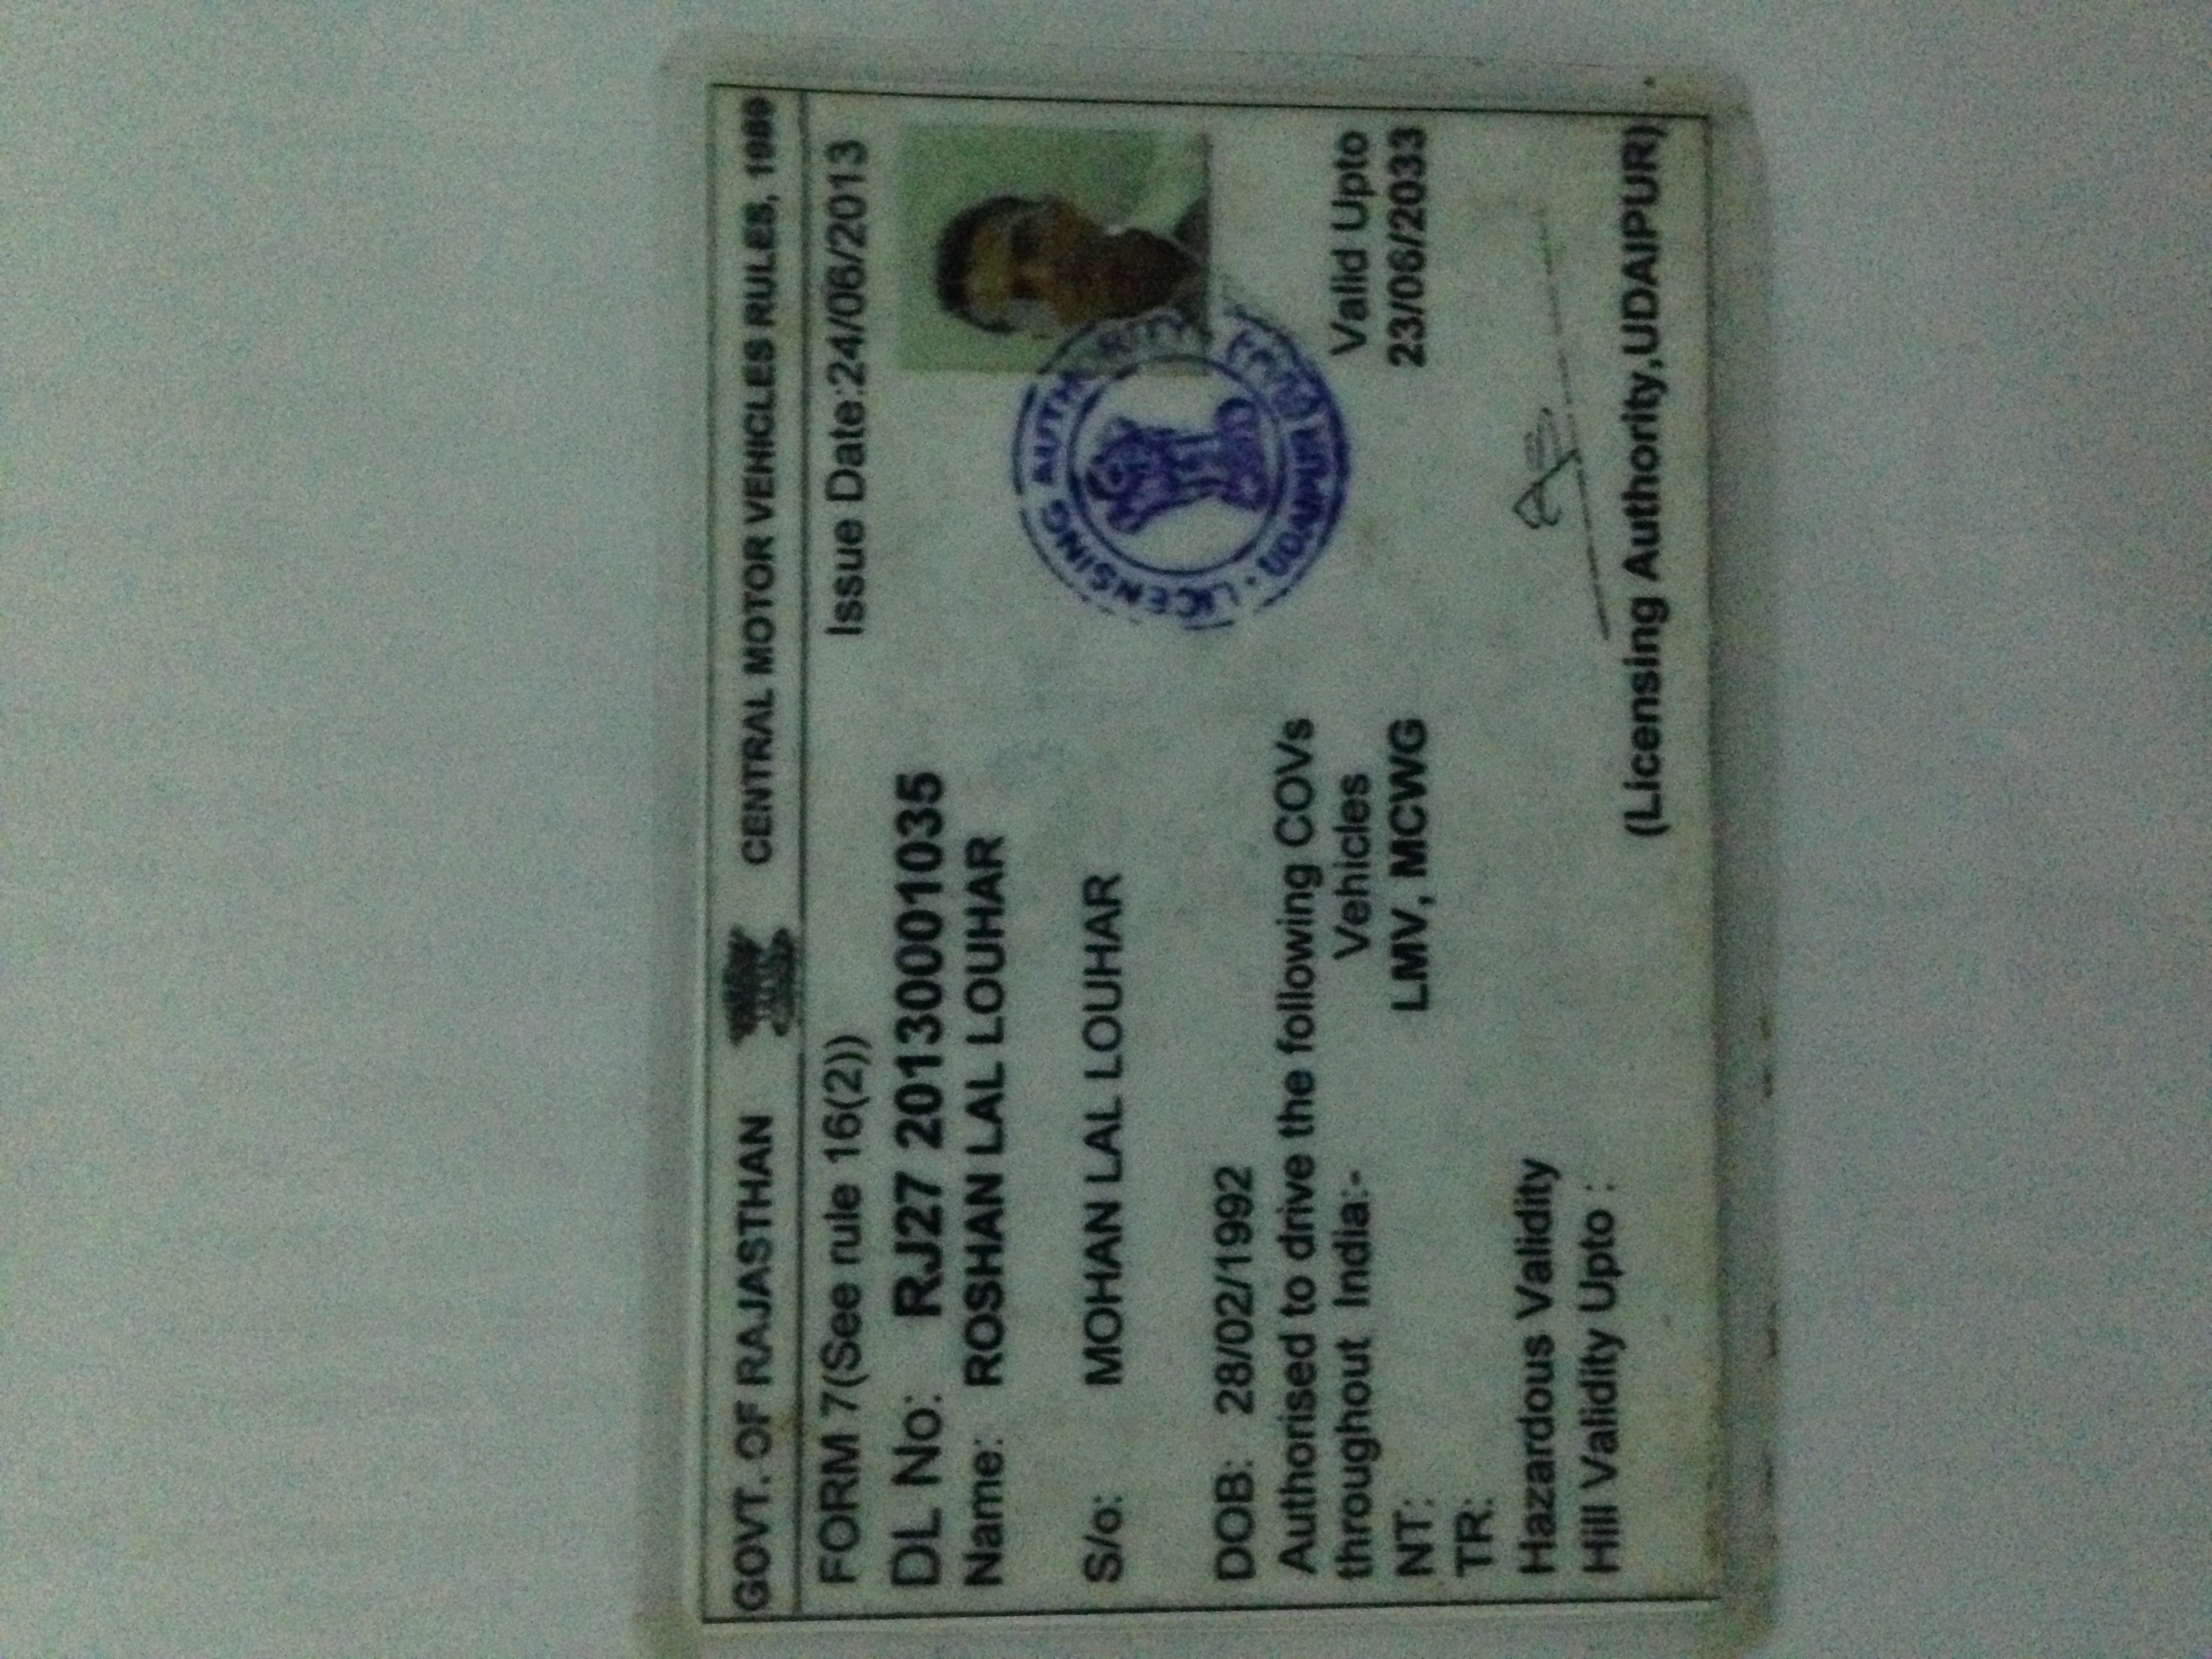 GOVT. OF RAJASTHAN CENTRAL MOTOR VEHICLES RULES, 1989
FORM 7(See rule 16(2)) Issue Date:24/06/2013
DL No: RJ27 20130001035
Name: ROSHAN LAL LOUHAR
S/o: MOHAN LAL LOUHAR
LICENSING AUTHORITY
UDAIPUR
DOB: 28/02/1992
Authorised to drive the following COVs
throughout India:- Vehicles Valid Upto
NT: LMV, MCWG 23/06/2033
TR:
Hazardous Validity
Hill Validity Upto :
(Licensing Authority,UDAIPUR)